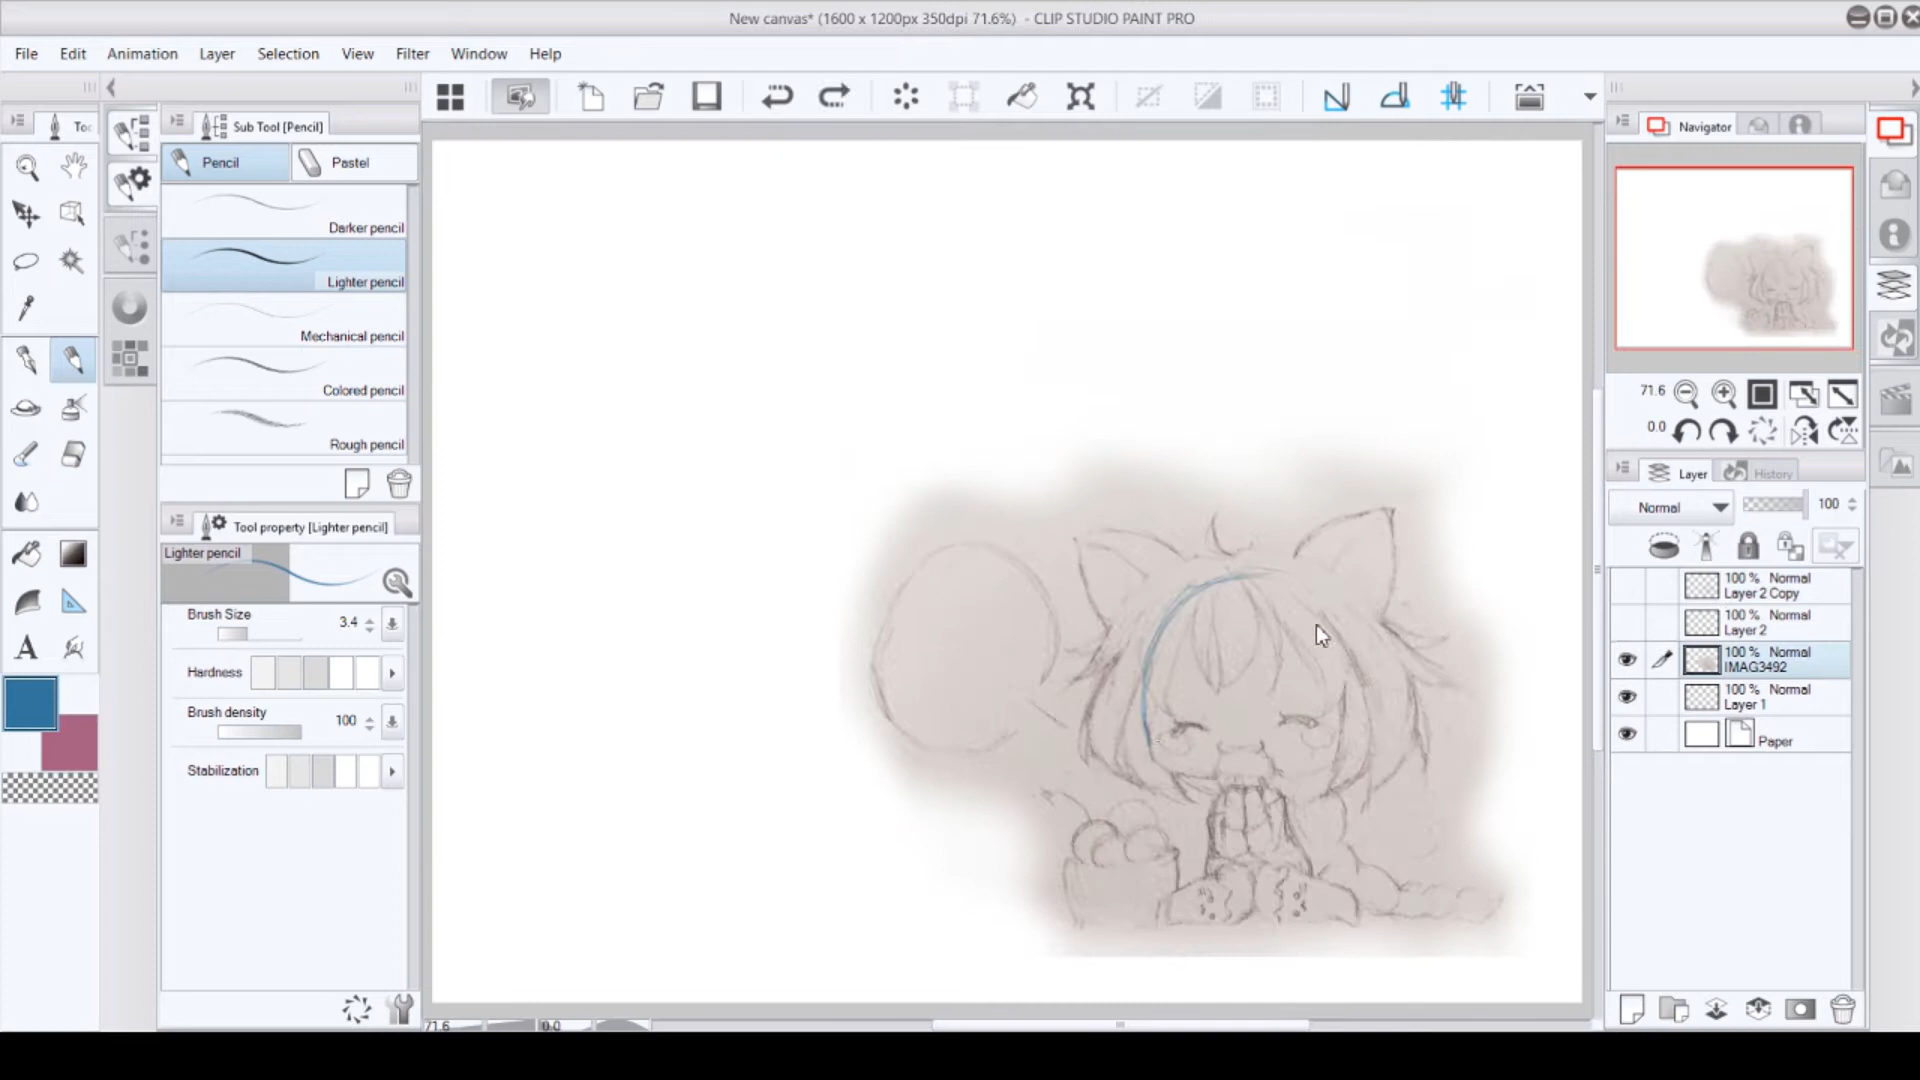 New canvas* (1600 x 1200px 350dpi 71.6%) - CLIP STUDIO PAINT PRO
File Edit Animation Layer Selection View Filter Window Help
Sub Tool [Pencil]
Pencil Pastel
Darker pencil
Lighter pencil
Mechanical pencil
Colored pencil
Rough pencil
Tool property [Lighter pencil]
Lighter pencil
Brush Size 3.4
Hardness
Brush density 100
Stabilization
71.6 0.0
Navigator
71.6
0.0
Layer History
Normal 100
100 % Normal
Layer 2 Copy
100 % Normal
Layer 2
100 % Normal
IMAG3492
100 % Normal
Layer 1
Paper